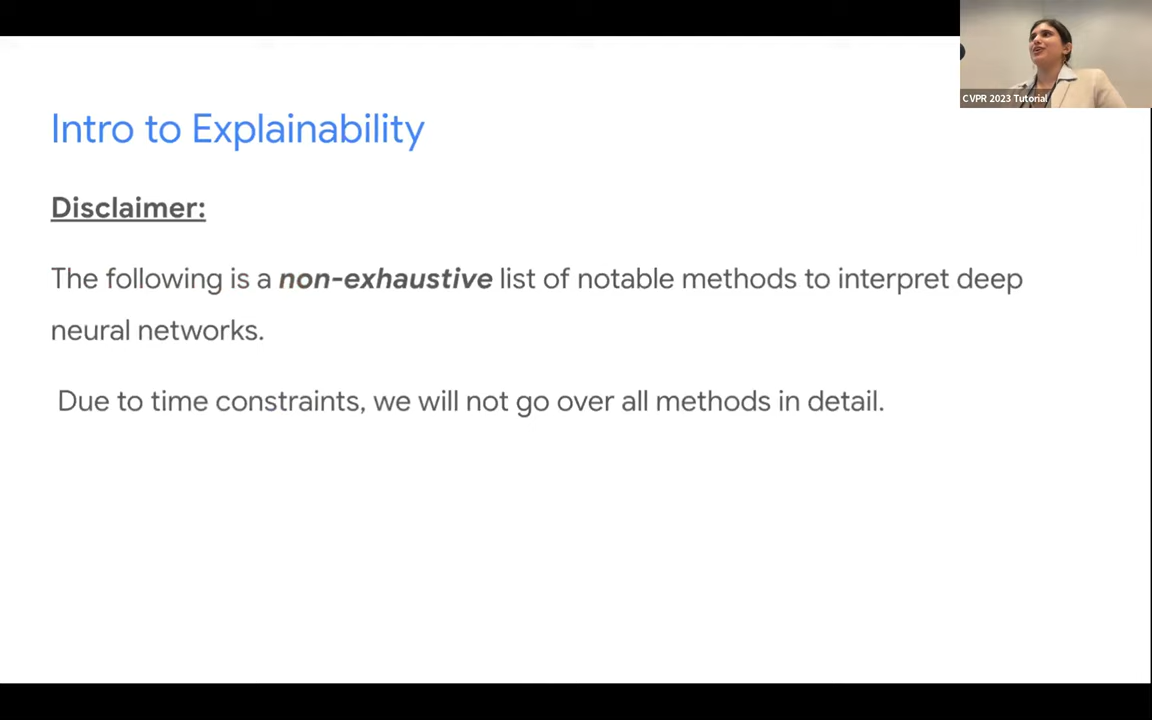 CVPR 2023 Tutorial
Intro to Explainability
Disclaimer:
The following is a non-exhaustive list of notable methods to interpret deep
neural networks.
Due to time constraints, we will not go over all methods in detail.